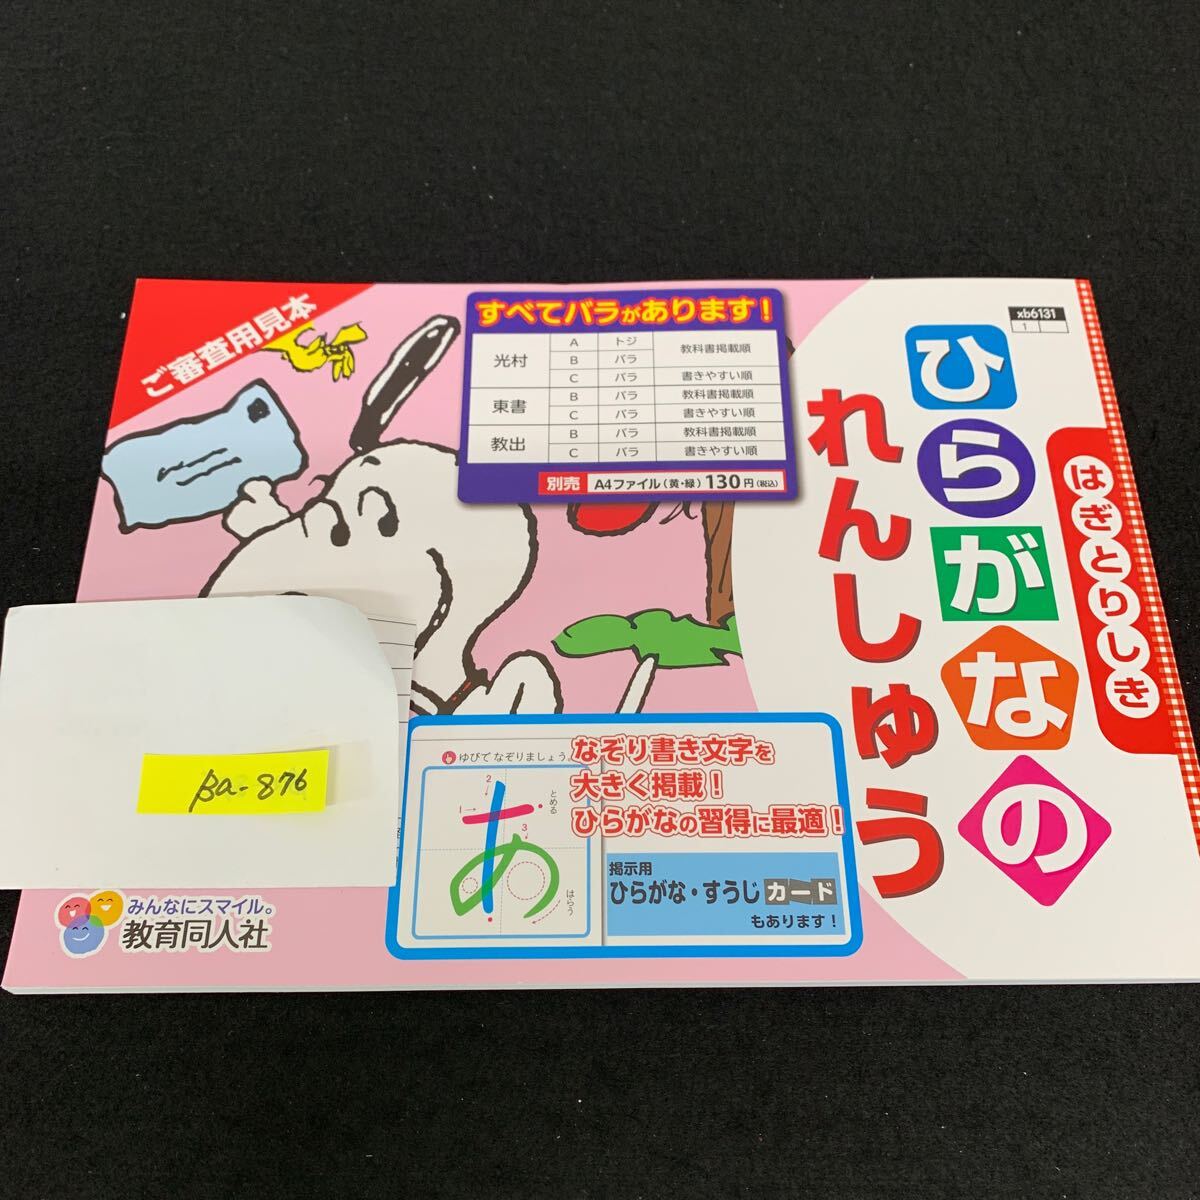 ご審査用見本
すべてバラがあります！
光村 A トジ 教科書掲載順
B バラ
C バラ 書きやすい順
東書 B バラ 教科書掲載順
C バラ 書きやすい順
教出 B バラ 教科書掲載順
C バラ 書きやすい順
別売 A4ファイル（黄・緑）130円（税込）
xb6131
1
はぎとりしき
ひらがなの
れんしゅう
βa-876
ゆびで なぞりましょう。
あ
1
2
3
とめる
はらう
なぞり書き文字を
大きく掲載！
ひらがなの習得に最適！
掲示用
ひらがな・すうじカード
もあります！
みんなにスマイル。
教育同人社